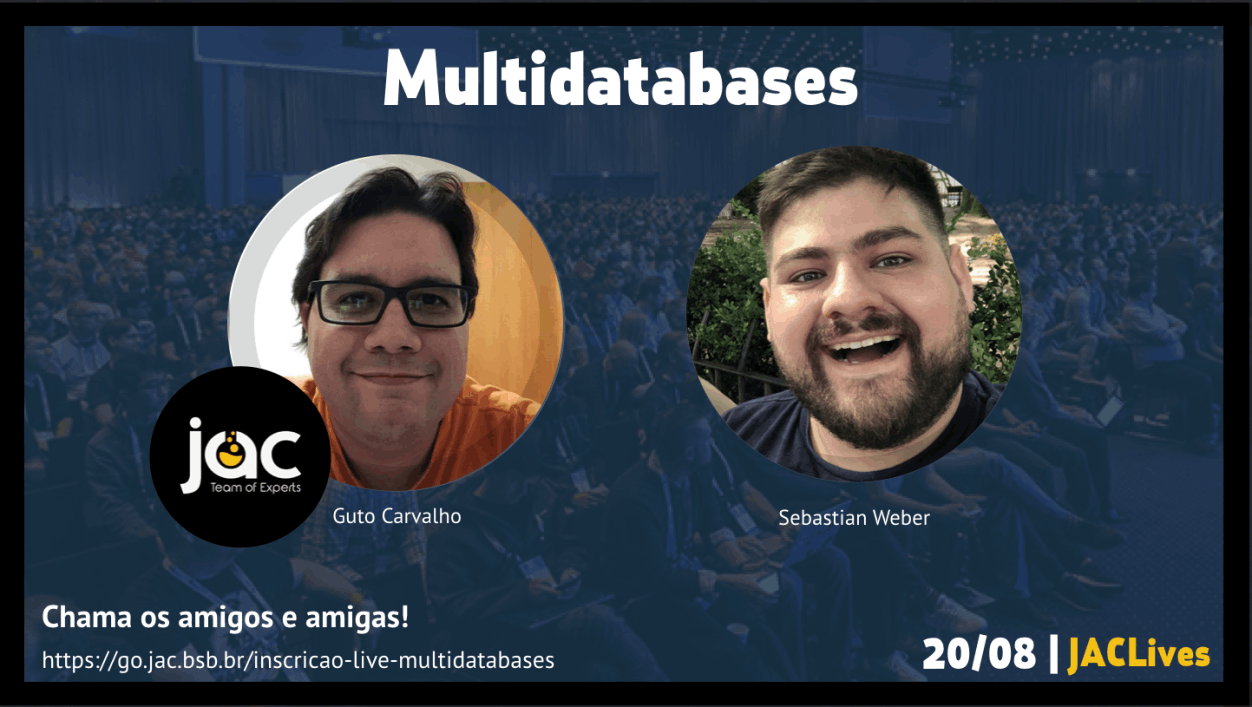 Multidatabases
jac
Team of Experts
Guto Carvalho
Sebastian Weber
Chama os amigos e amigas!
https://go.jac.bsb.br/inscricao-live-multidatabases
20/08 | JACLives